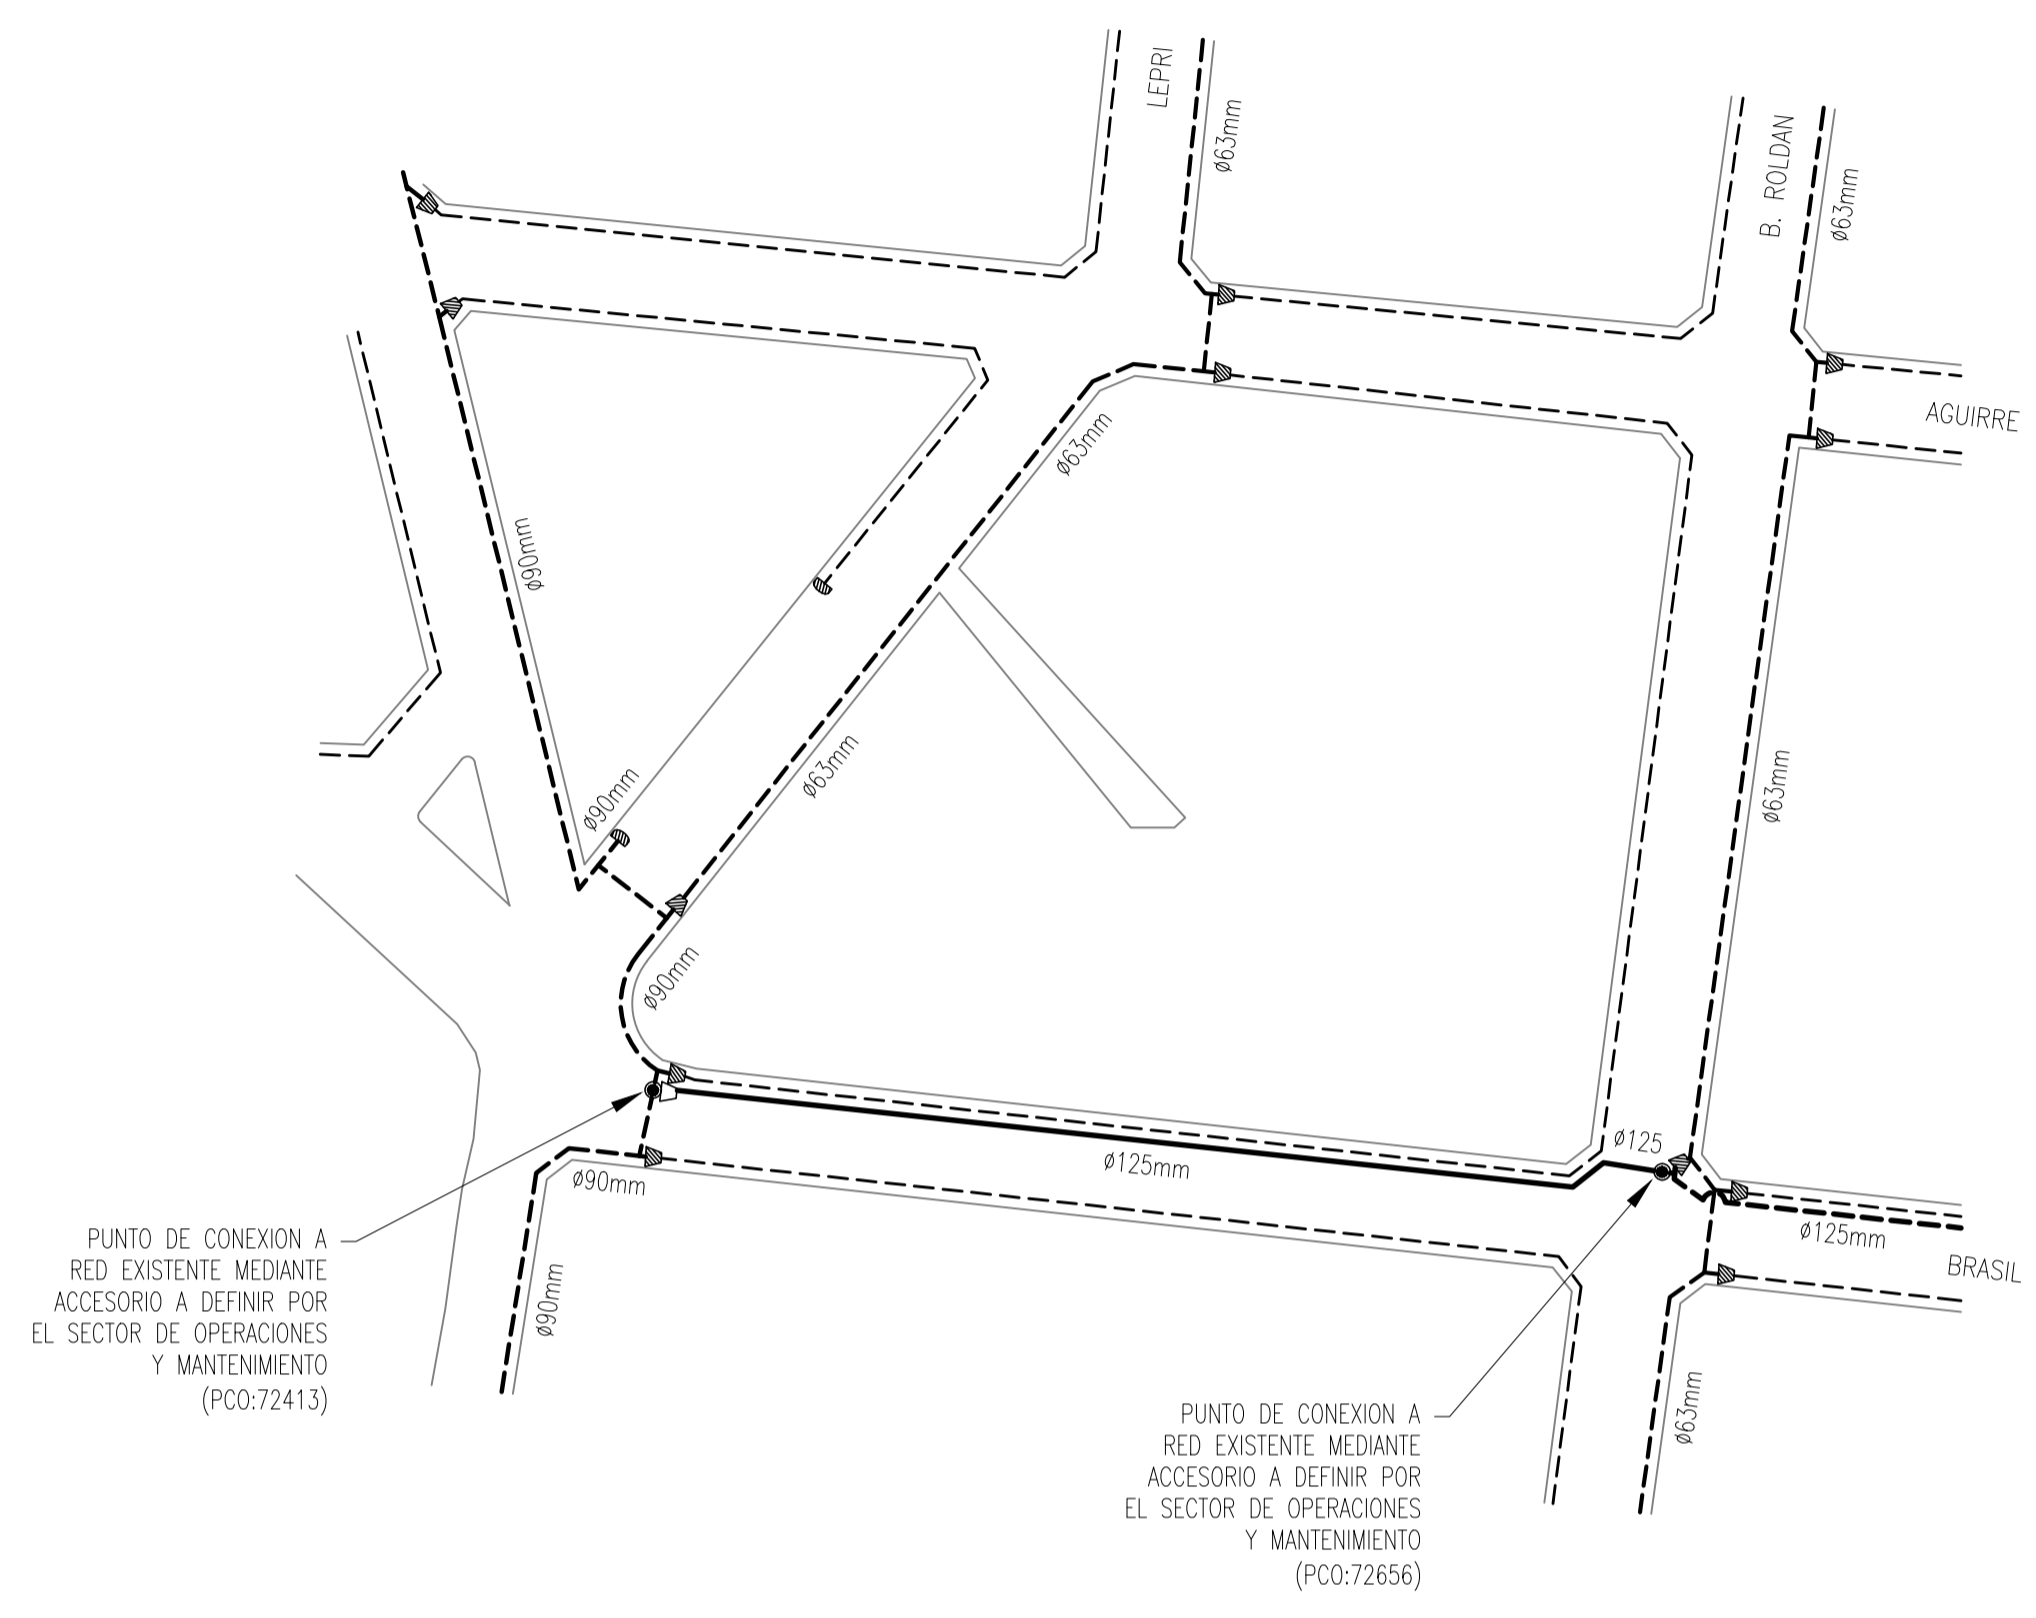 LEPRI
ø63mm
B. ROLDAN
ø63mm
AGUIRRE
ø63mm
ø90mm
ø63mm
ø63mm
ø90mm
ø90mm
ø125
ø125mm
ø90mm
ø125mm
BRASIL
ø90mm
ø63mm
PUNTO DE CONEXION A
RED EXISTENTE MEDIANTE
ACCESORIO A DEFINIR POR
EL SECTOR DE OPERACIONES
Y MANTENIMIENTO
(PCO:72413)
PUNTO DE CONEXION A
RED EXISTENTE MEDIANTE
ACCESORIO A DEFINIR POR
EL SECTOR DE OPERACIONES
Y MANTENIMIENTO
(PCO:72656)